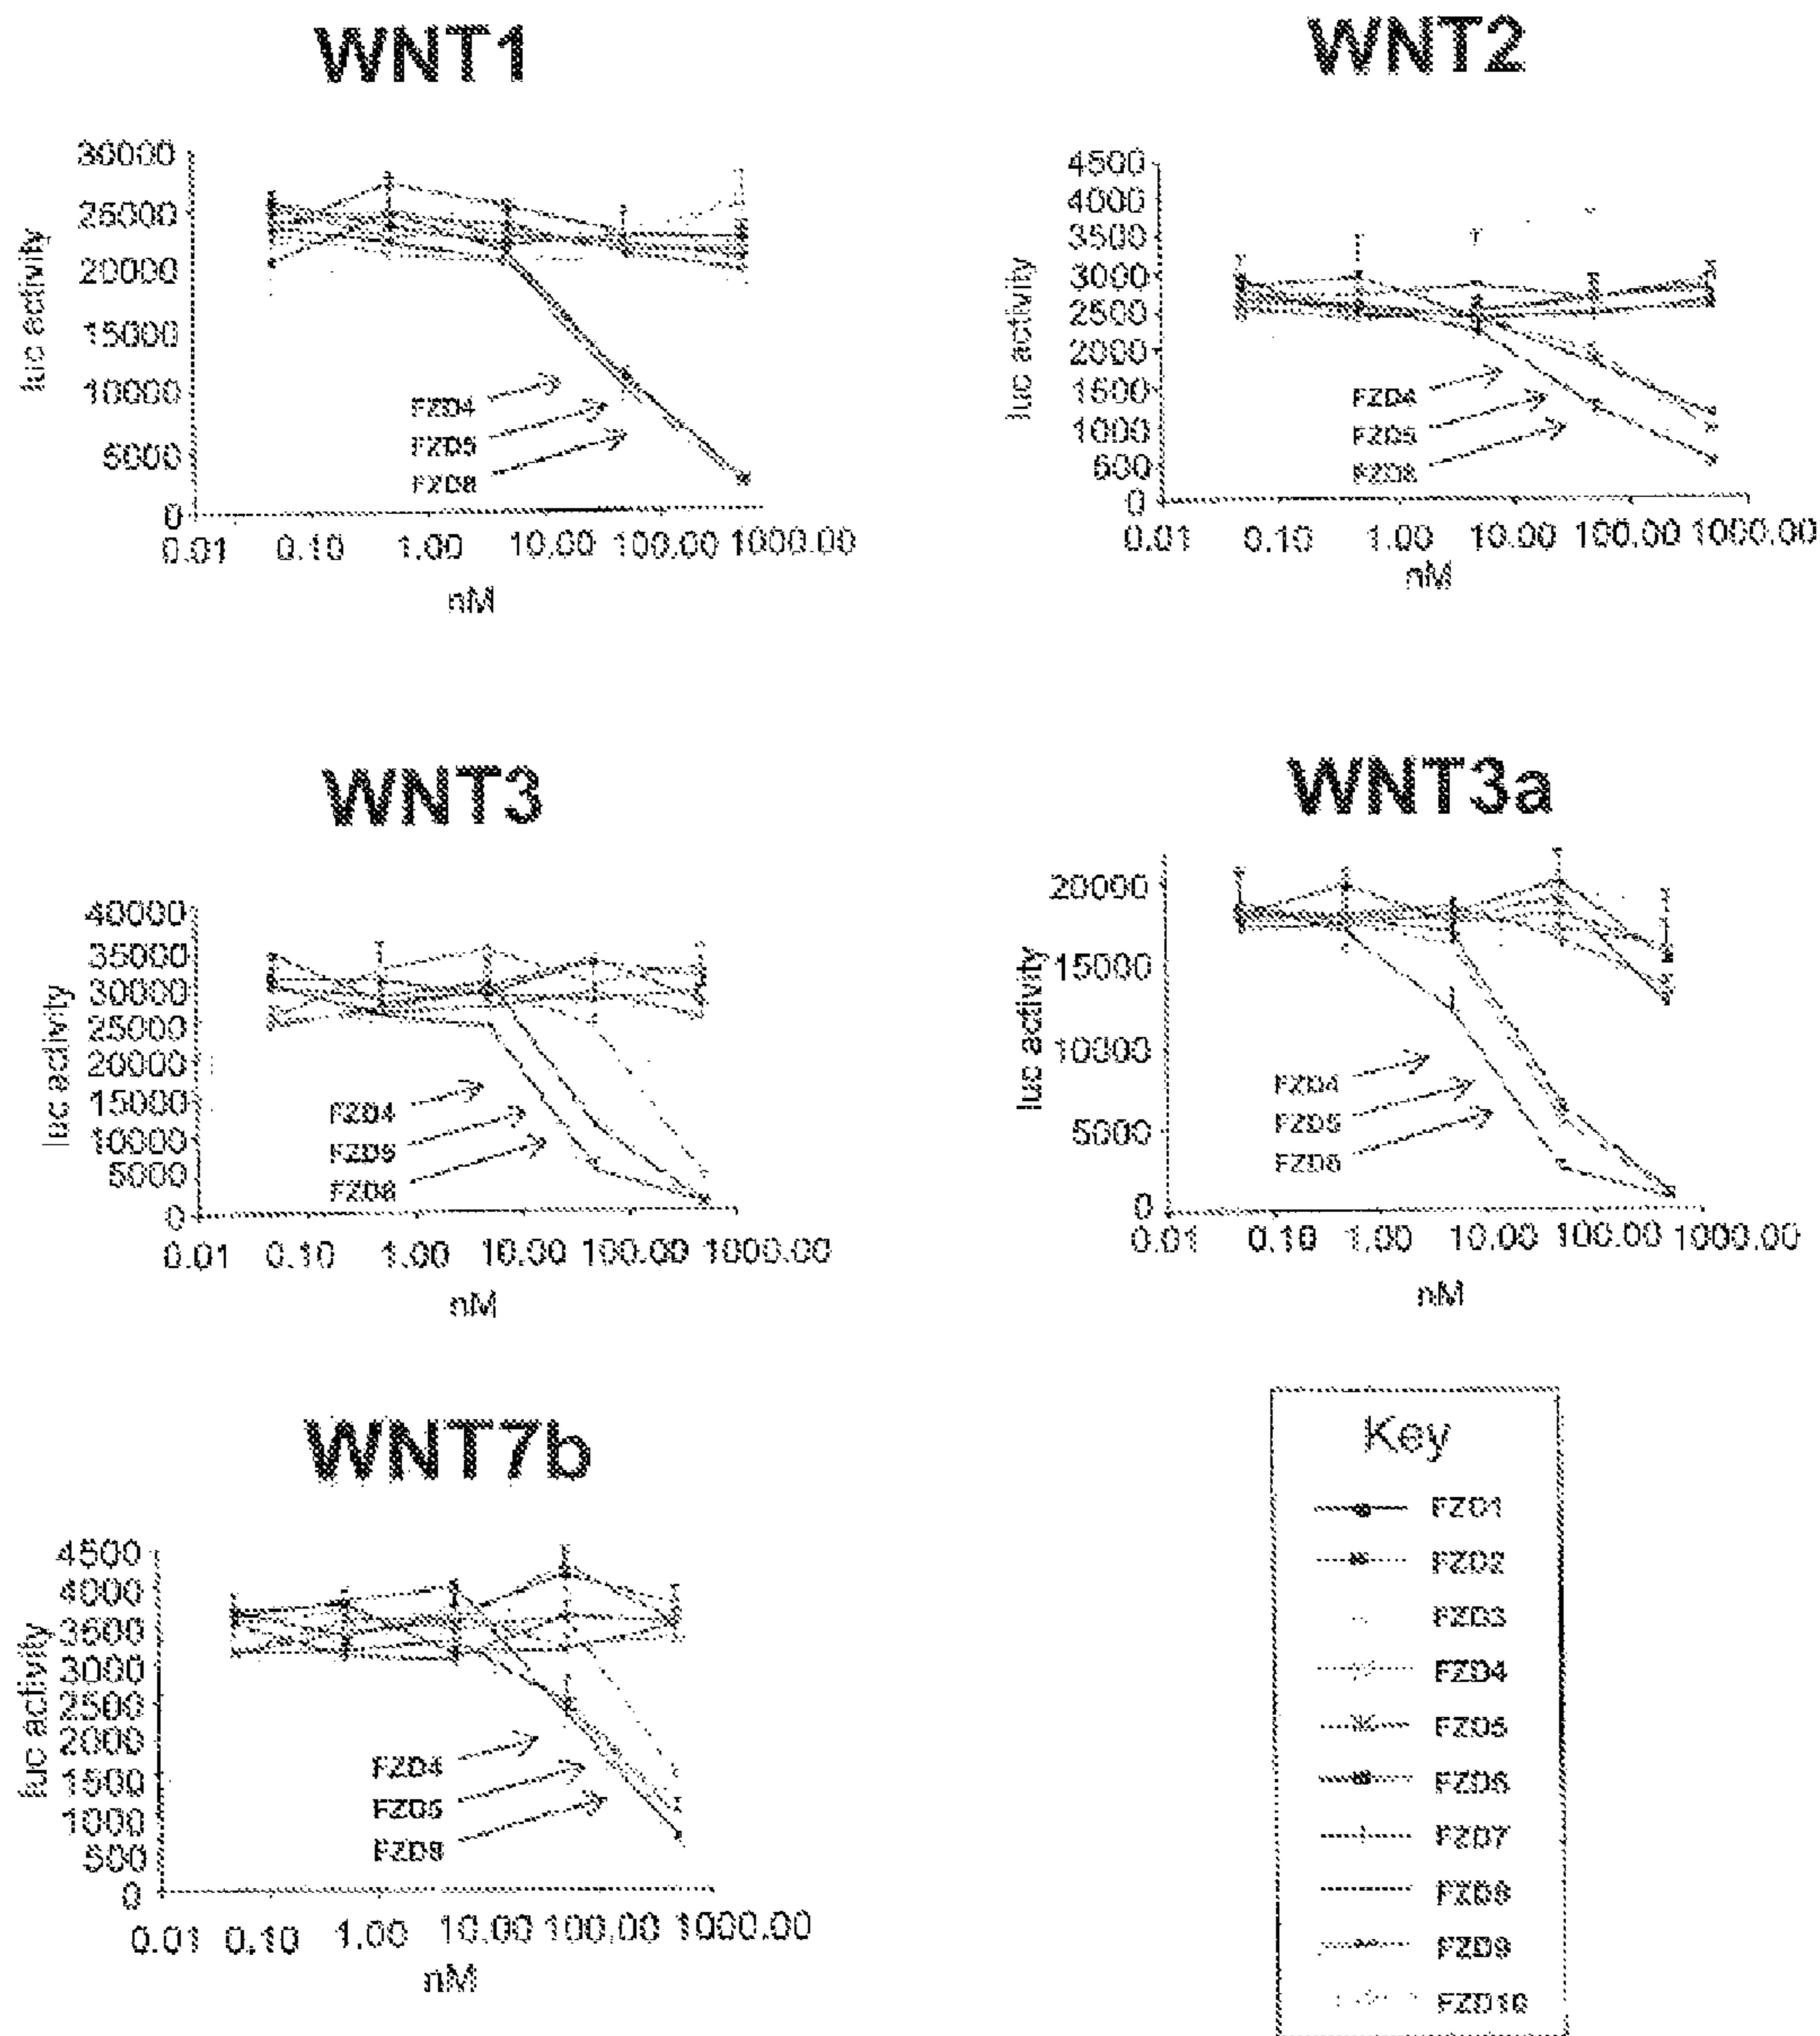 WNT1
30000
25000
20000
15000
10000
5000
0
luc activity
FZD4
FZD5
FZD8
0.01 0.10 1.00 10.00 100.00 1000.00
nM
WNT2
4500
4000
3500
3000
2500
2000
1500
1000
500
0
luc activity
FZD4
FZD5
FZD8
0.01 0.10 1.00 10.00 100.00 1000.00
nM
WNT3
40000
35000
30000
25000
20000
15000
10000
5000
0
luc activity
FZD4
FZD5
FZD8
0.01 0.10 1.00 10.00 100.00 1000.00
nM
WNT3a
20000
15000
10000
5000
0
luc activity
FZD4
FZD5
FZD8
0.01 0.10 1.00 10.00 100.00 1000.00
nM
WNT7b
4500
4000
3500
3000
2500
2000
1500
1000
500
0
luc activity
FZD4
FZD5
FZD8
0.01 0.10 1.00 10.00 100.00 1000.00
nM
Key
FZD1
FZD2
FZD3
FZD4
FZD5
FZD6
FZD7
FZD8
FZD9
FZD10